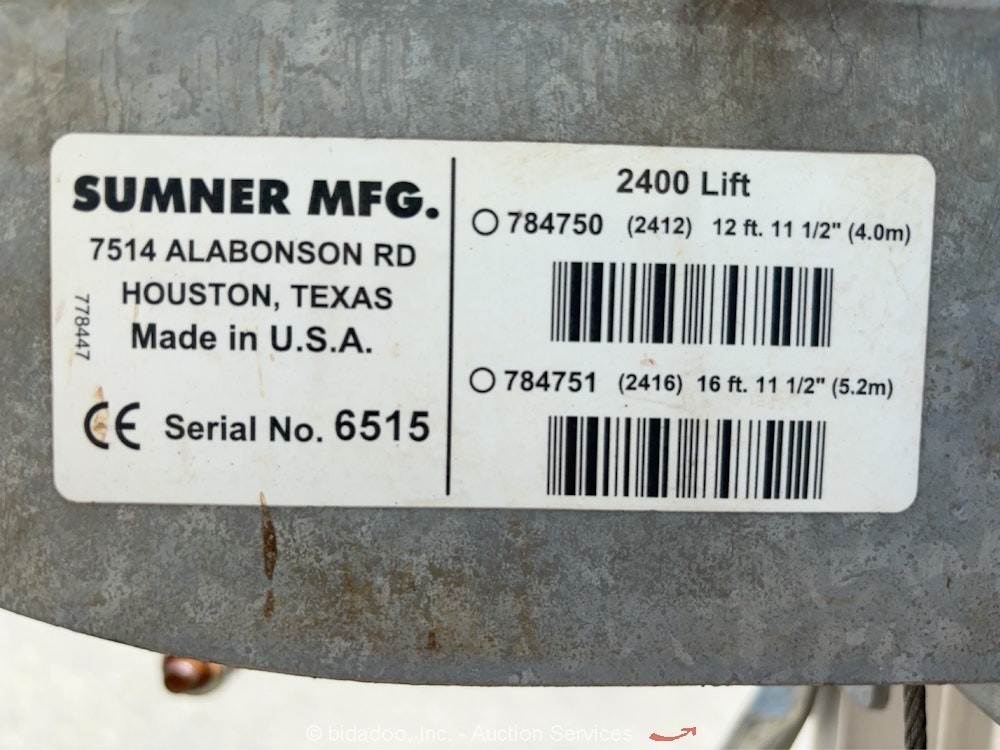 SUMNER MFG.
7514 ALABONSON RD
HOUSTON, TEXAS
Made in U.S.A.
778447
CE Serial No. 6515
2400 Lift
784750 (2412) 12 ft. 11 1/2" (4.0m)
784751 (2416) 16 ft. 11 1/2" (5.2m)
© bidadoo, Inc. - Auction Services